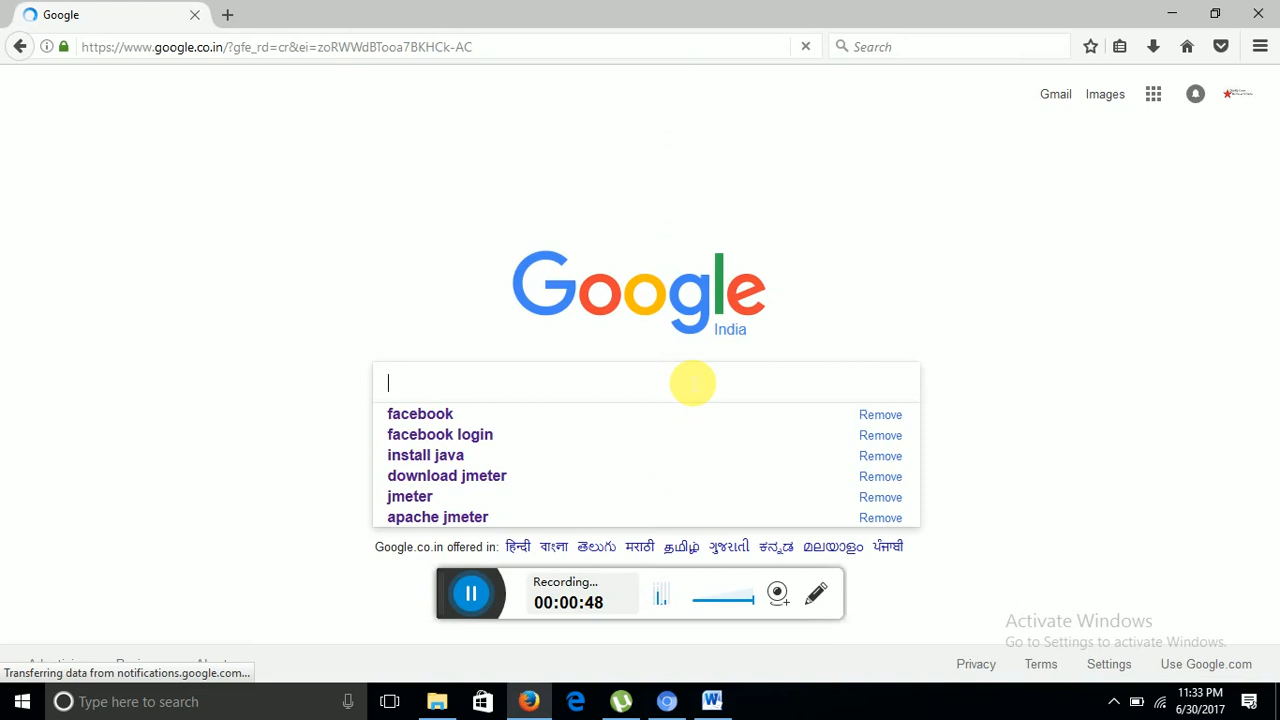 Google
https://www.google.co.in/?gfe_rd=cr&ei=zoRWWdBTooa7BKHCk-AC
Search
Gmail Images
Google
India
facebook Remove
facebook login Remove
install java Remove
download jmeter Remove
jmeter Remove
apache jmeter Remove
Google.co.in offered in: हिन्दी বাংলা తెలుగు मराठी தமிழ் ગુજરાતી ಕನ್ನಡ മലയാളം ਪੰਜਾਬੀ
Recording...
00:00:48
Activate Windows
Go to Settings to activate Windows.
Privacy Terms Settings Use Google.com
Transferring data from notifications.google.com...
Type here to search
11:33 PM
6/30/2017